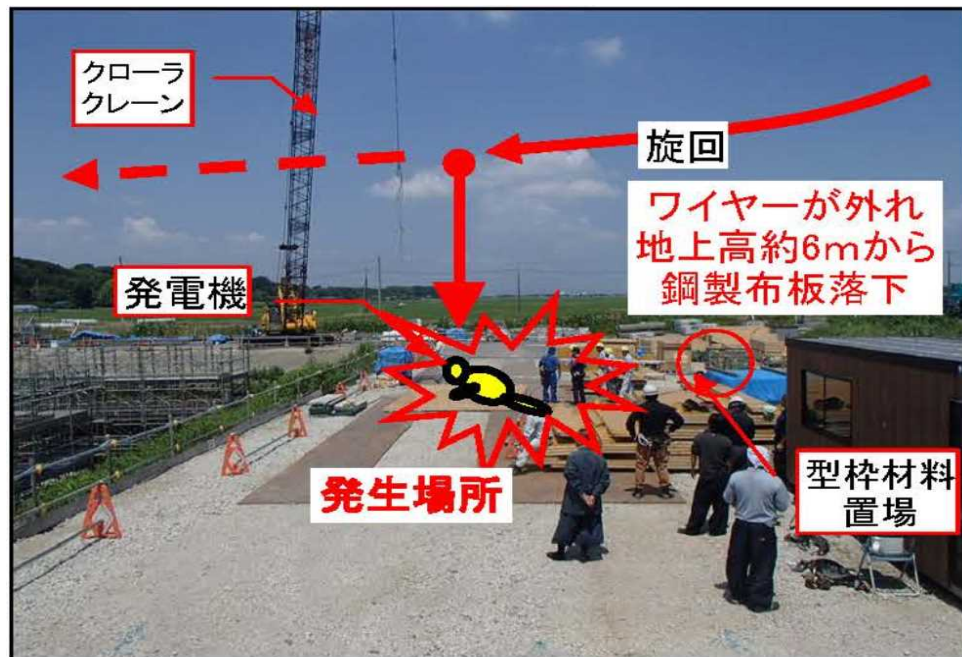 クローラ
クレーン
旋回
ワイヤーが外れ
地上高約6mから
鋼製布板落下
発電機
発生場所
型枠材料
置場